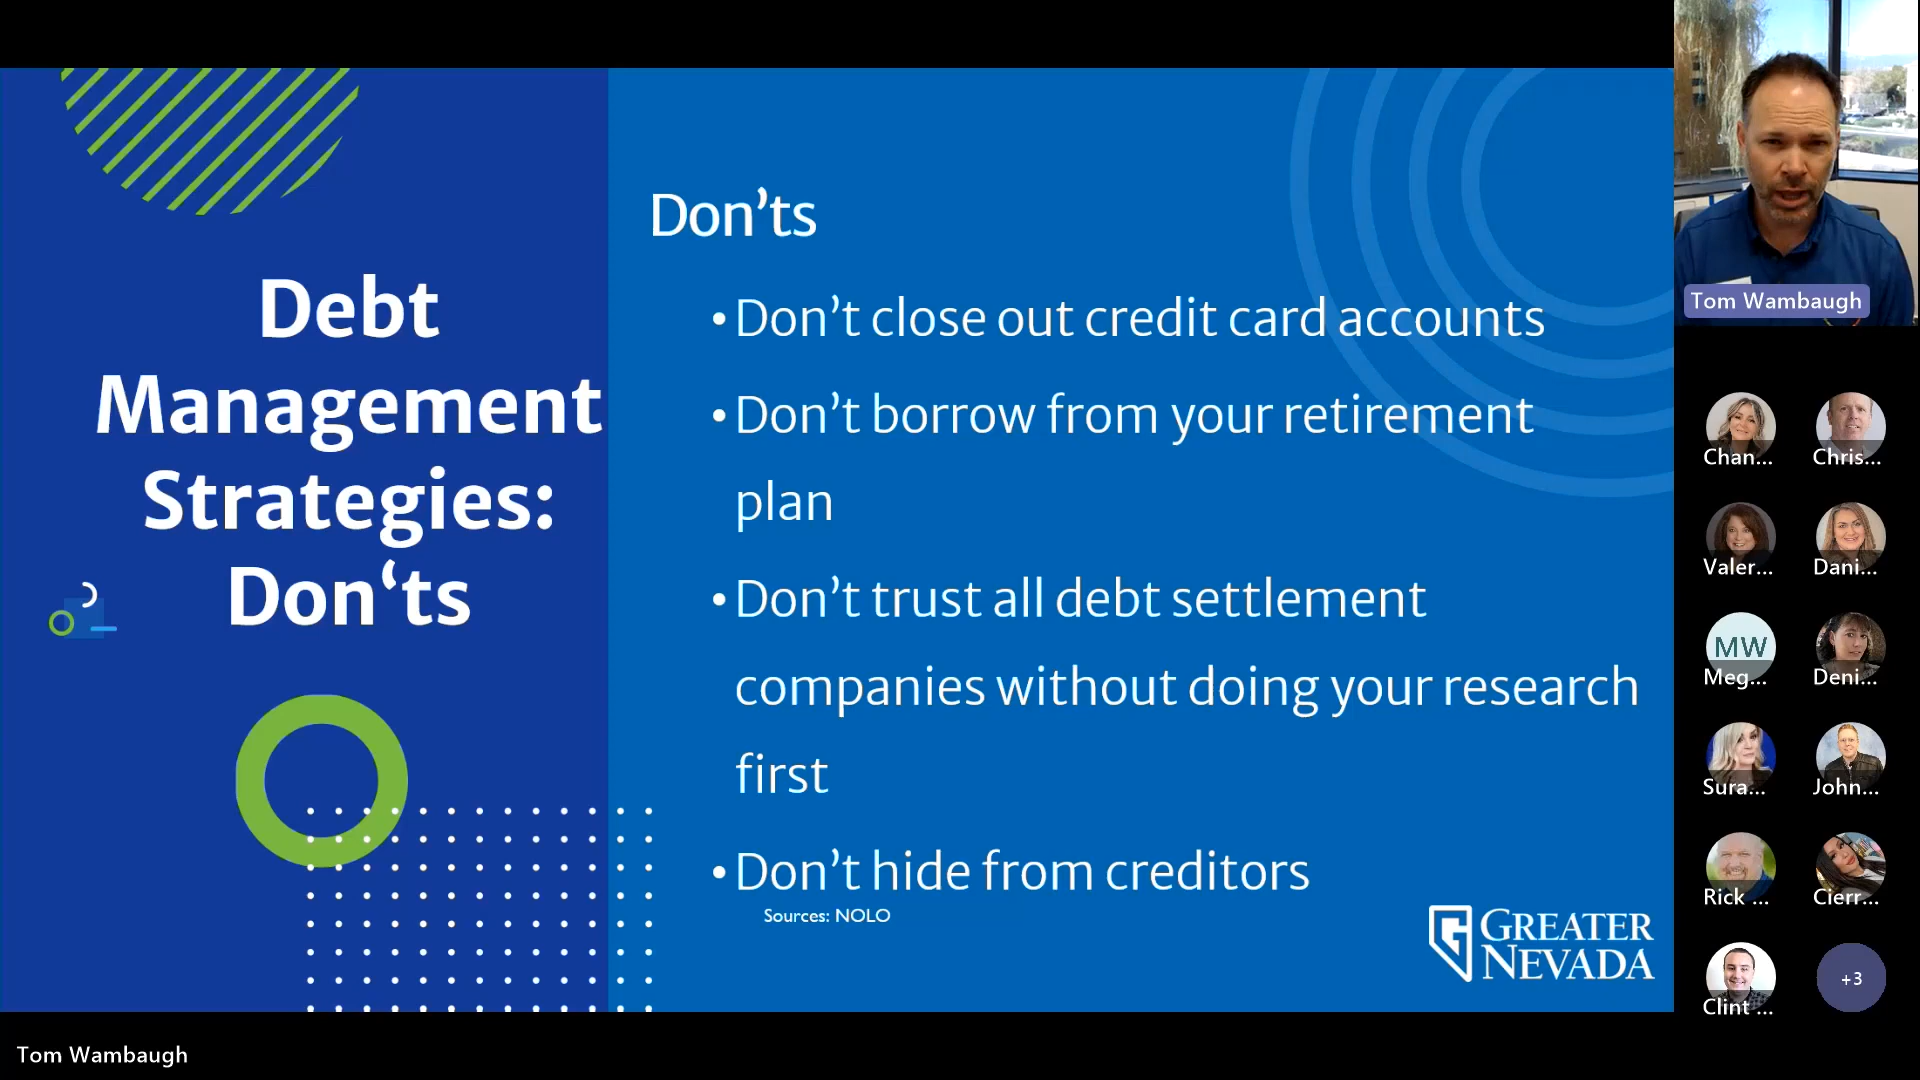 Debt
Management
Strategies:
Don‘ts
Don’ts
• Don’t close out credit card accounts
• Don’t borrow from your retirement
plan
• Don’t trust all debt settlement
companies without doing your research
first
• Don’t hide from creditors
Sources: NOLO
GREATER
NEVADA
Tom Wambaugh
Chan...
Chris...
Valer...
Dani...
MW
Meg...
Deni...
Sura...
John...
Rick ...
Cierr...
Clint ...
+3
Tom Wambaugh